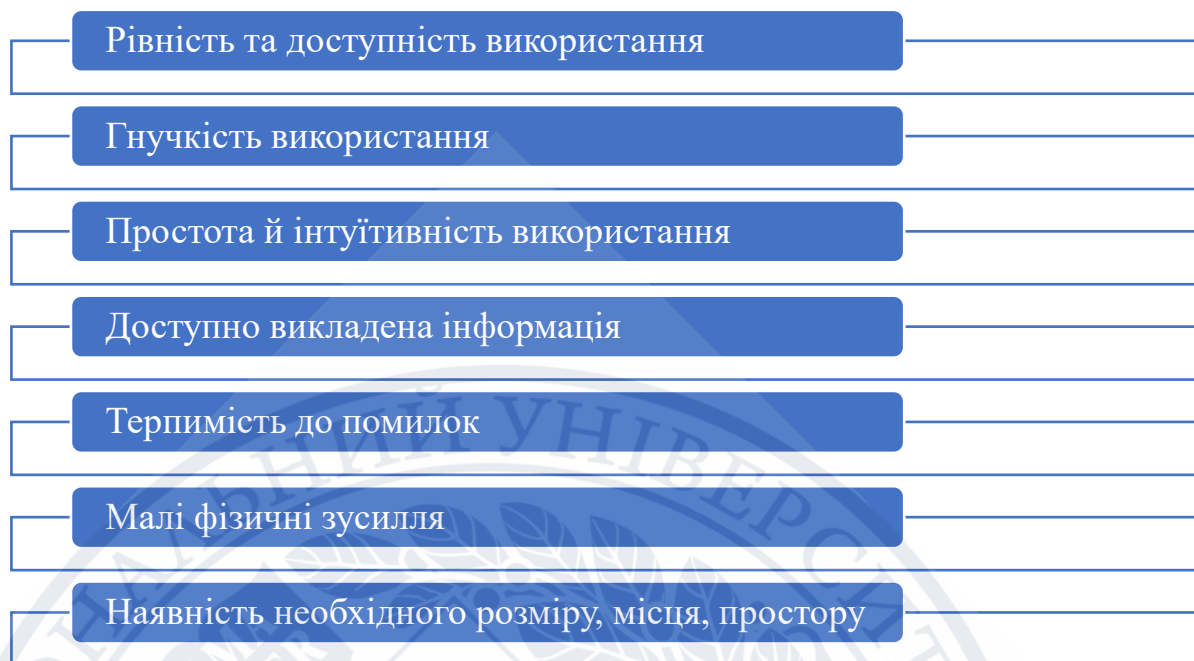 Рівність та доступність використання
Гнучкість використання
Простота й інтуїтивність використання
Доступно викладена інформація
Терпимість до помилок
Малі фізичні зусилля
Наявність необхідного розміру, місця, простору